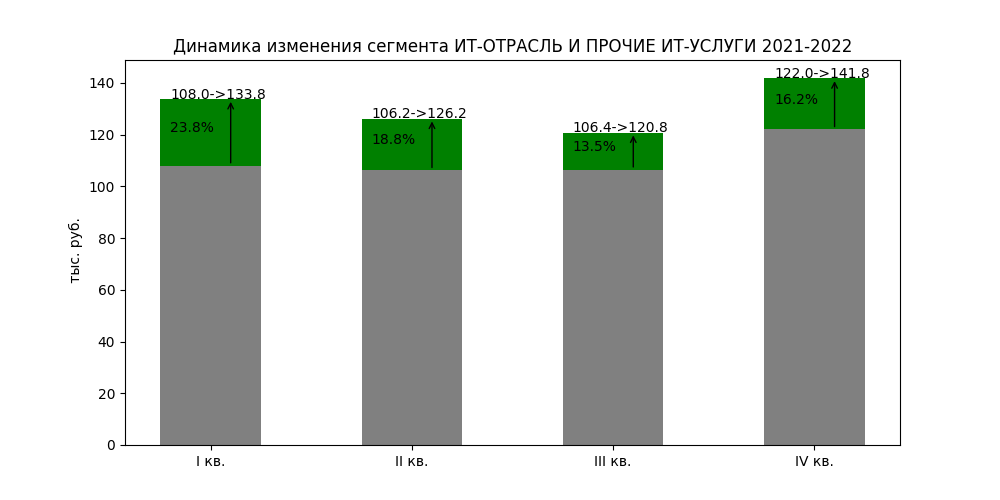 Динамика изменения сегмента ИТ-ОТРАСЛЬ И ПРОЧИЕ ИТ-УСЛУГИ 2021-2022
тыс. руб.
140
120
100
80
60
40
20
0
108.0->133.8
23.8%
106.2->126.2
18.8%
106.4->120.8
13.5%
122.0->141.8
16.2%
I кв.
II кв.
III кв.
IV кв.